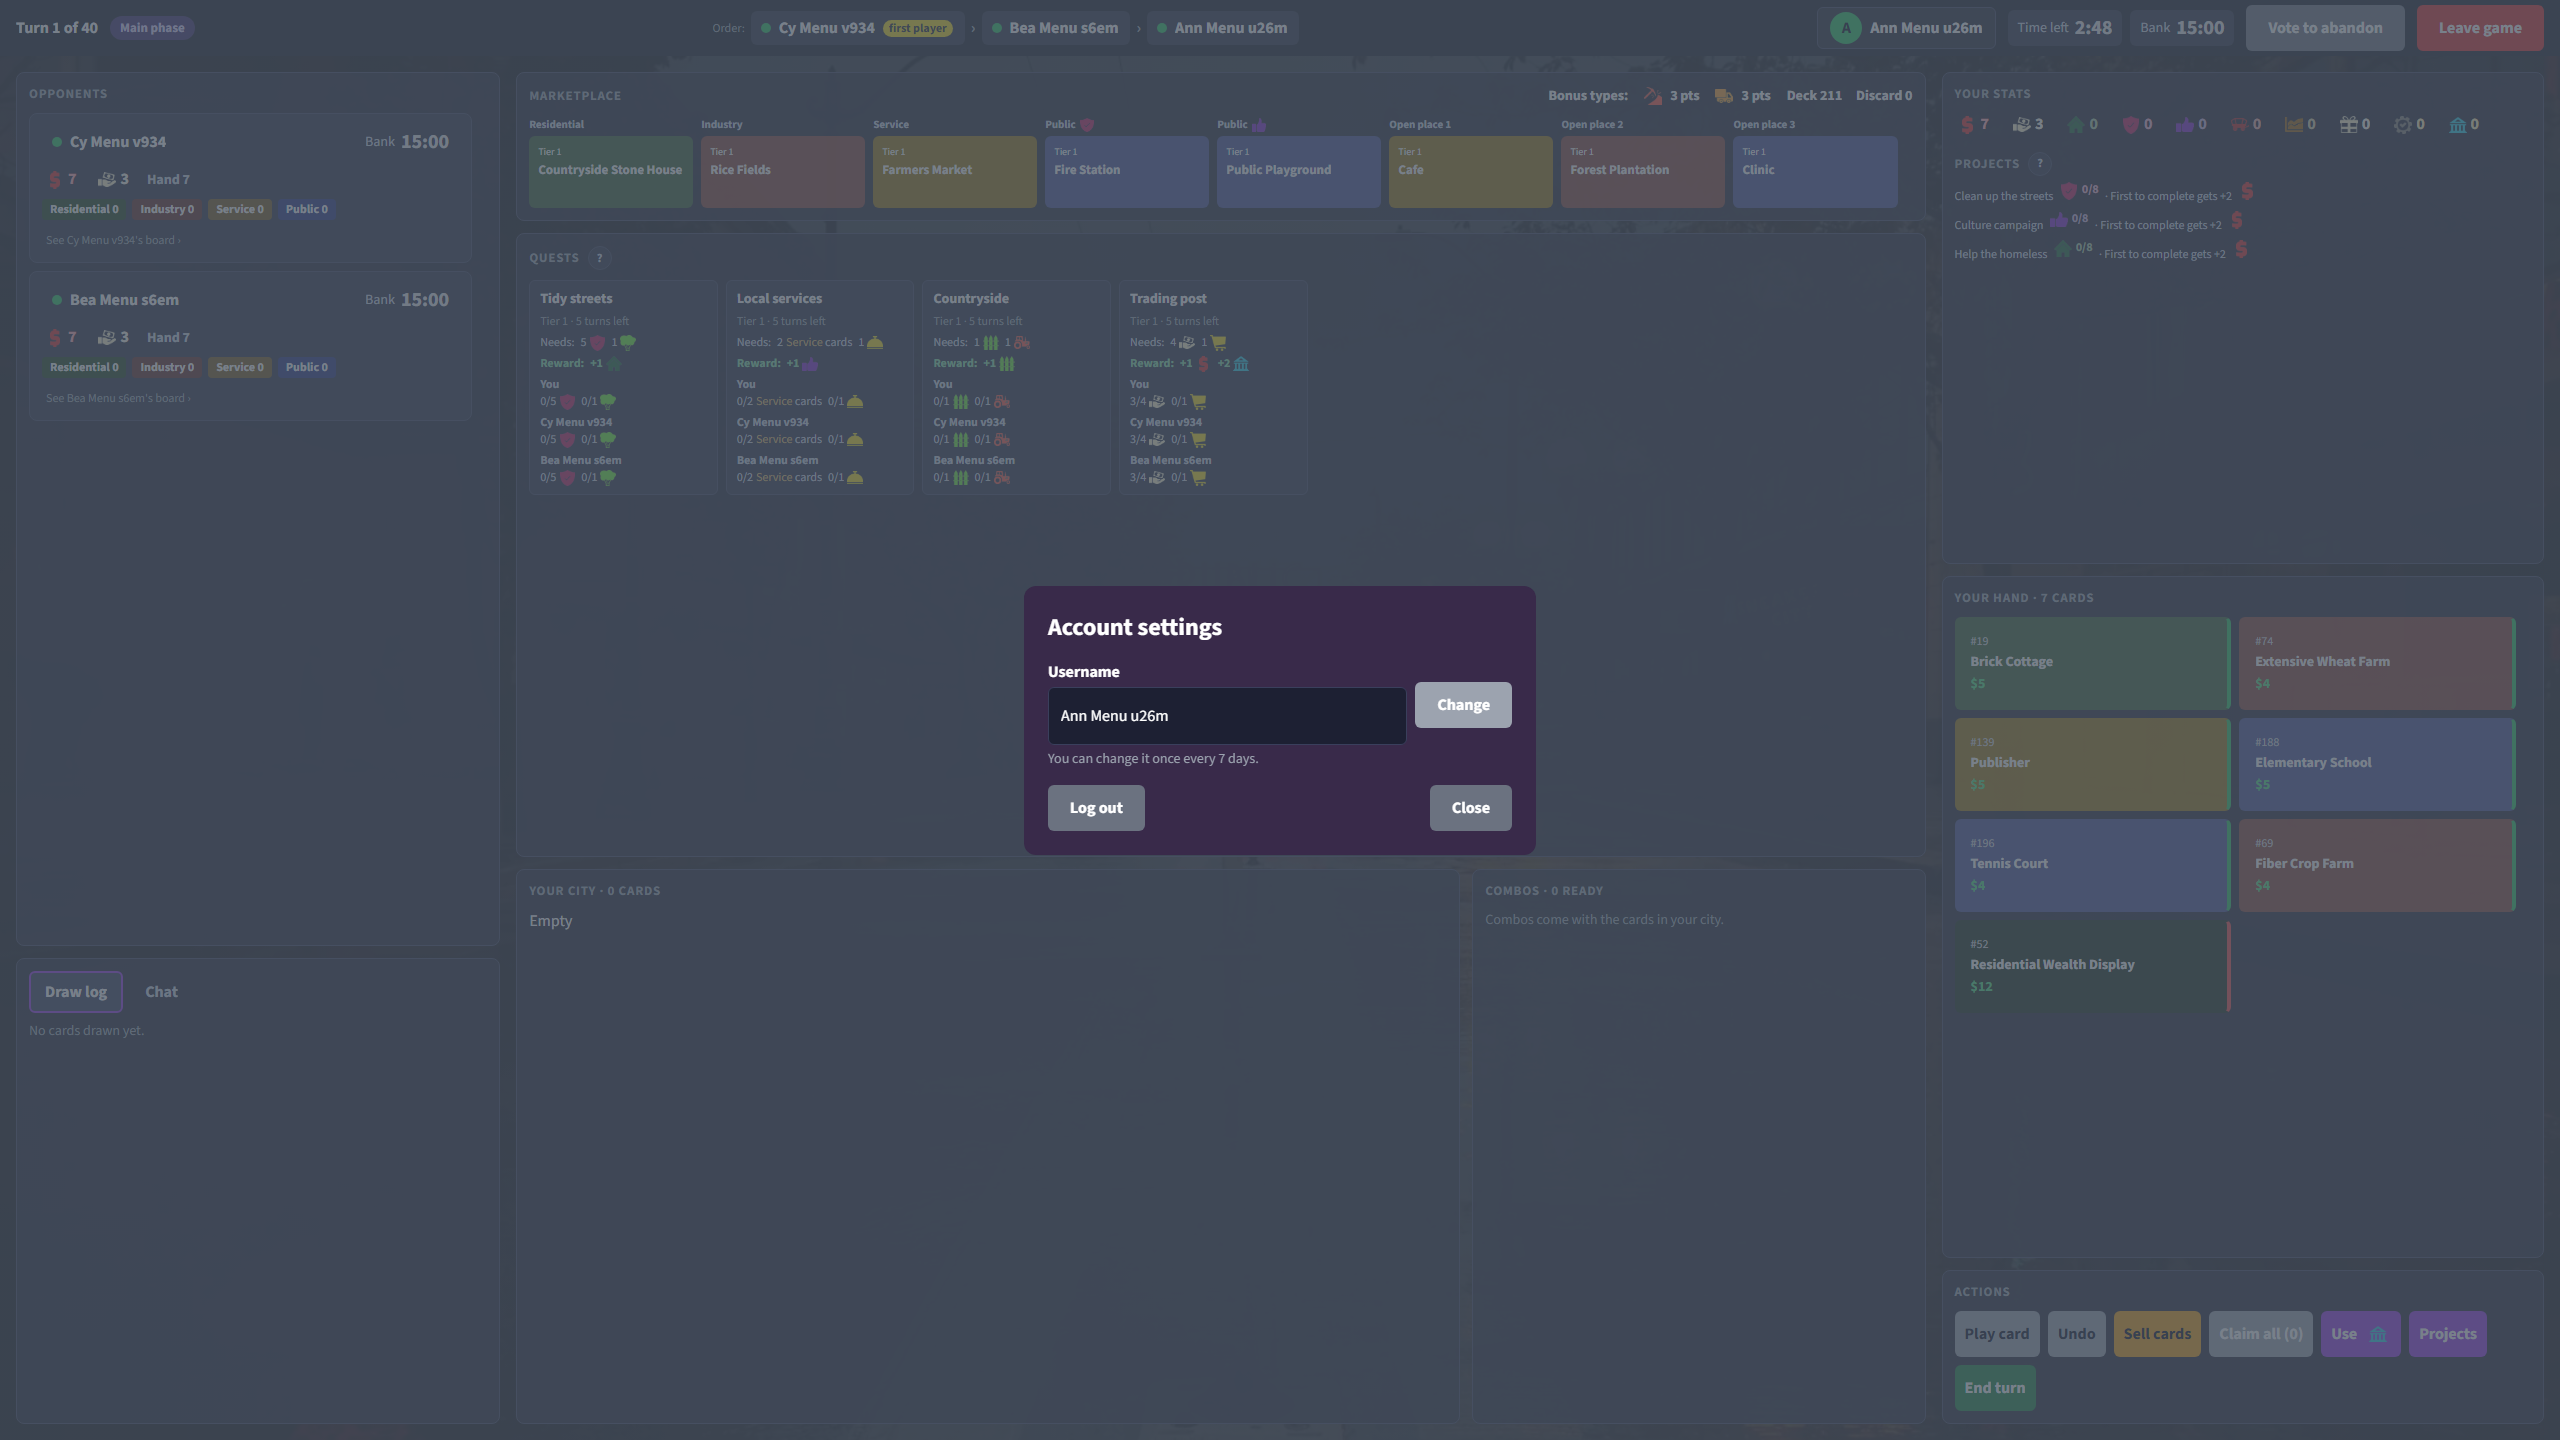 Turn 1 of 40 Main phase
Order: Cy Menu v934 first player › Bea Menu s6em › Ann Menu u26m
A Ann Menu u26m Time left 2:48 Bank 15:00 Vote to abandon Leave game
OPPONENTS
Cy Menu v934 Bank 15:00
7 3 Hand 7
Residential 0 Industry 0 Service 0 Public 0
See Cy Menu v934's board ›
Bea Menu s6em Bank 15:00
7 3 Hand 7
Residential 0 Industry 0 Service 0 Public 0
See Bea Menu s6em's board ›
Draw log Chat
No cards drawn yet.
MARKETPLACE Bonus types: 3 pts 3 pts Deck 211 Discard 0
Residential Industry Service Public Public Open place 1 Open place 2 Open place 3
Tier 1 Tier 1 Tier 1 Tier 1 Tier 1 Tier 1 Tier 1 Tier 1
Countryside Stone House Rice Fields Farmers Market Fire Station Public Playground Cafe Forest Plantation Clinic
QUESTS ?
Tidy streets
Tier 1 · 5 turns left
Needs: 5 1
Reward: +1
You
0/5 0/1
Cy Menu v934
0/5 0/1
Bea Menu s6em
0/5 0/1
Local services
Tier 1 · 5 turns left
Needs: 2 Service cards 1
Reward: +1
You
0/2 Service cards 0/1
Cy Menu v934
0/2 Service cards 0/1
Bea Menu s6em
0/2 Service cards 0/1
Countryside
Tier 1 · 5 turns left
Needs: 1 1
Reward: +1
You
0/1 0/1
Cy Menu v934
0/1 0/1
Bea Menu s6em
0/1 0/1
Trading post
Tier 1 · 5 turns left
Needs: 4 1
Reward: +1 +2
You
3/4 0/1
Cy Menu v934
3/4 0/1
Bea Menu s6em
3/4 0/1
Account settings
Username
Ann Menu u26m Change
You can change it once every 7 days.
Log out Close
YOUR CITY · 0 CARDS
Empty
COMBOS · 0 READY
Combos come with the cards in your city.
YOUR STATS
7 3 0 0 0 0 0 0 0 0
PROJECTS ?
Clean up the streets 0/8 · First to complete gets +2
Culture campaign 0/8 · First to complete gets +2
Help the homeless 0/8 · First to complete gets +2
YOUR HAND · 7 CARDS
#19
Brick Cottage
$5
#74
Extensive Wheat Farm
$4
#139
Publisher
$5
#188
Elementary School
$5
#196
Tennis Court
$4
#69
Fiber Crop Farm
$4
#52
Residential Wealth Display
$12
ACTIONS
Play card Undo Sell cards Claim all (0) Use Projects
End turn